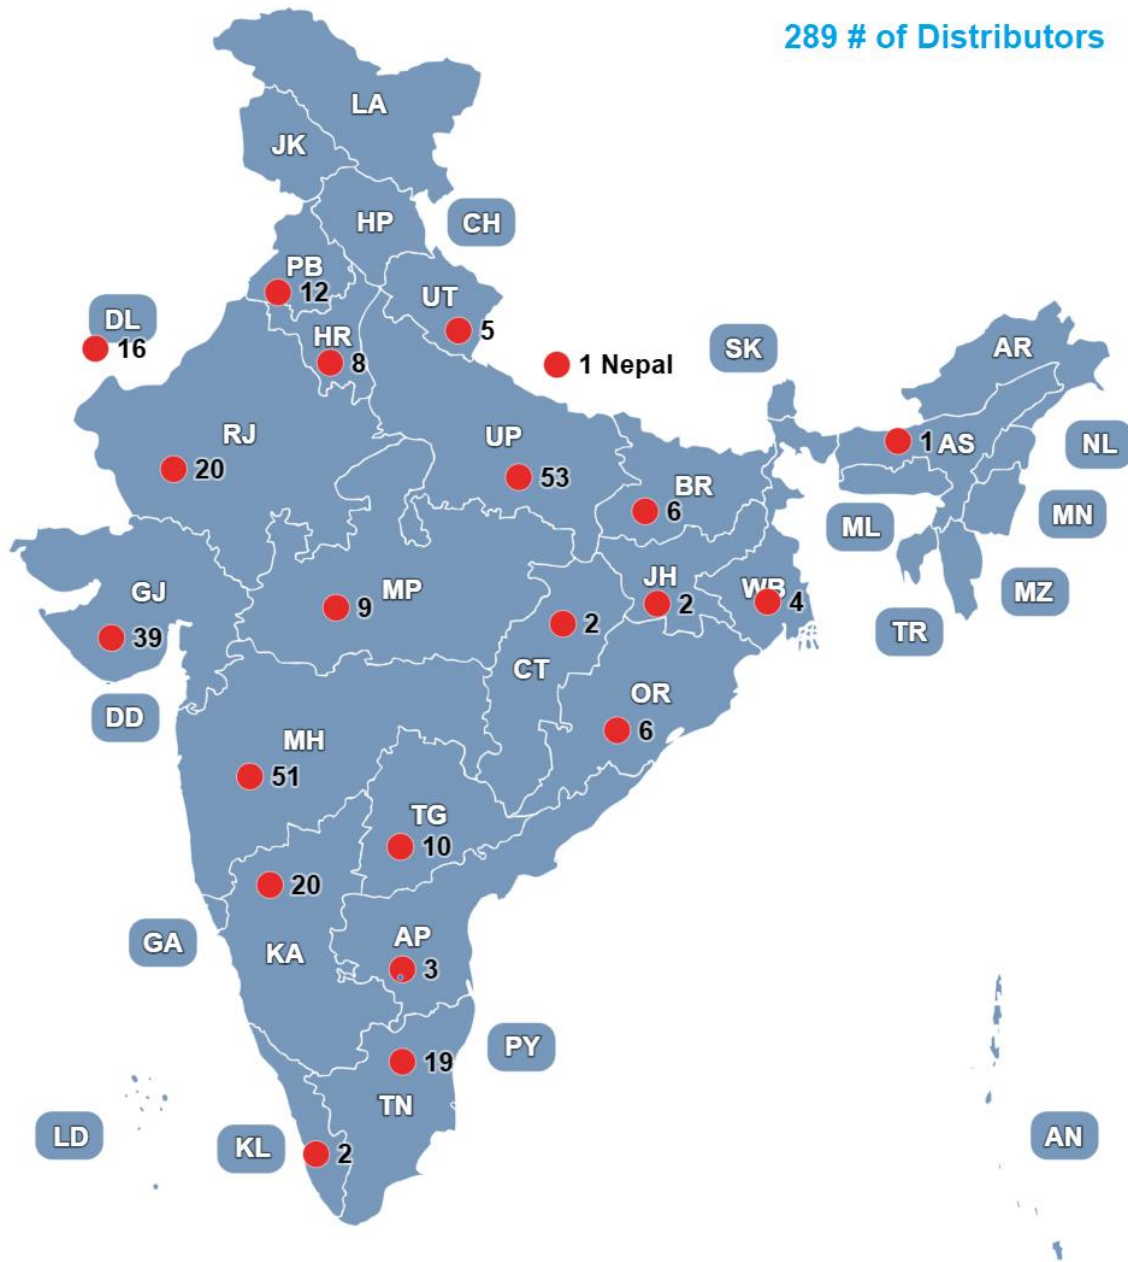 289 # of Distributors
LA
JK
HP
CH
PB
12
UT
5
DL
16
HR
8
1 Nepal
SK
AR
RJ
20
UP
53
BR
6
1
AS
NL
ML
MN
GJ
39
MP
9
JH
2
WB
4
2
MZ
TR
CT
DD
OR
6
MH
51
TG
10
20
GA
KA
AP
3
PY
19
TN
LD
KL
2
AN